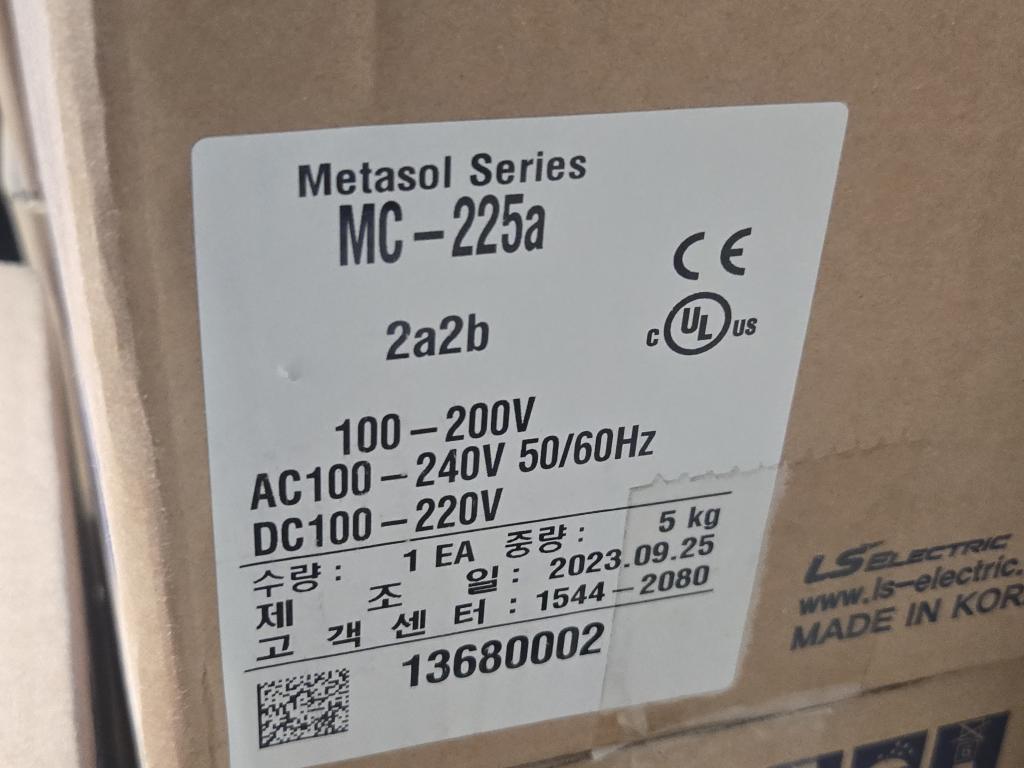 Metasol Series
MC-225a
CE
2a2b
C UL US
100-200V
AC100-240V 50/60Hz
DC100-220V
수량 : 1 EA 중량 : 5 kg
제 조 일 : 2023.09.25
고 객 센 터 : 1544-2080
13680002
LS ELECTRIC
www.ls-electric.
MADE IN KOR